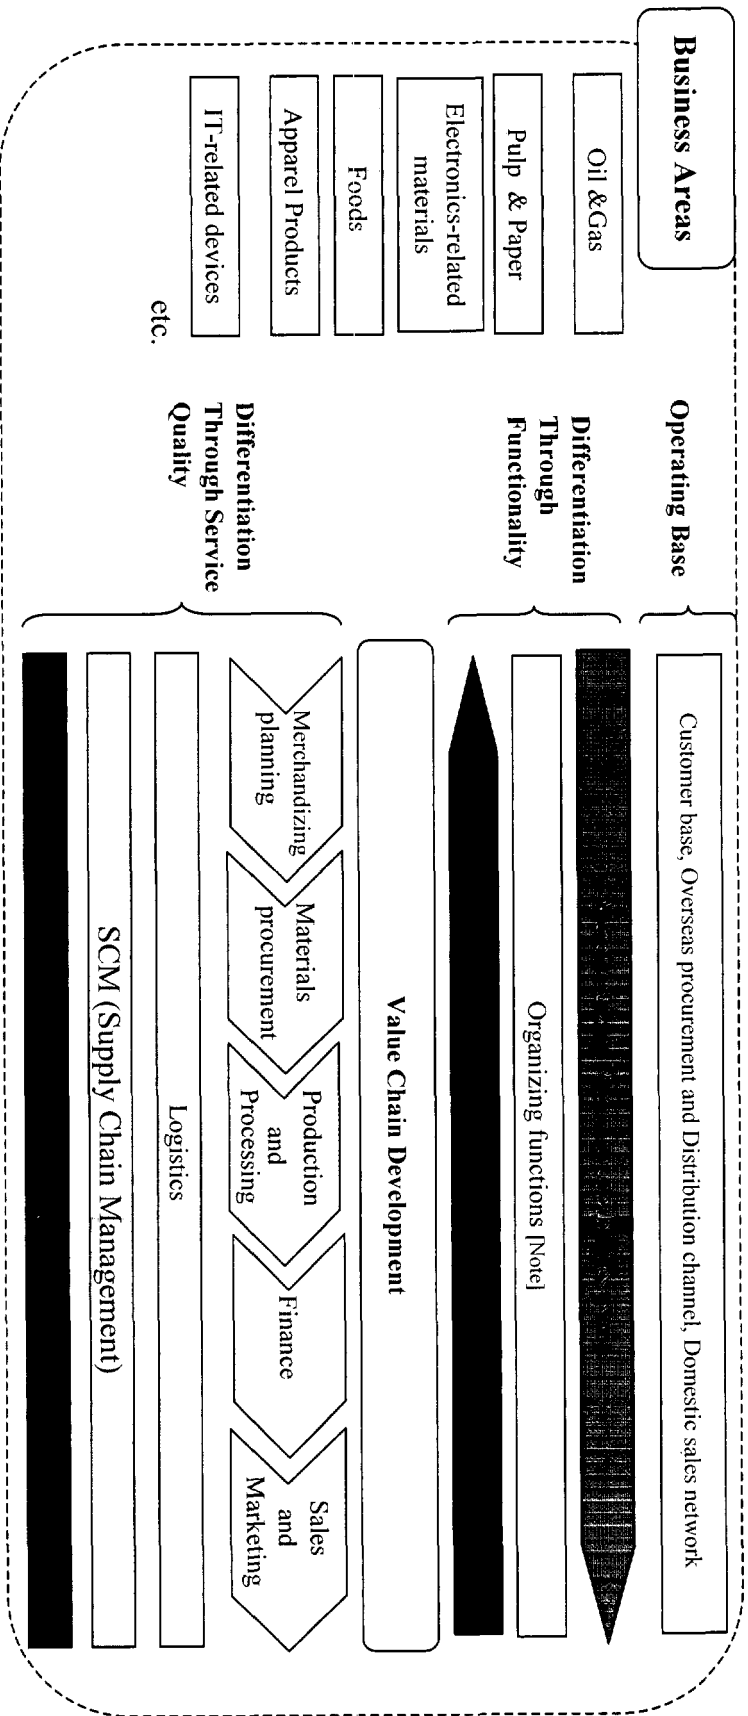 Business Areas
Oil &Gas
Pulp & Paper
Electronics-related
materials
Foods
Apparel Products
IT-related devices
etc.
Operating Base
Customer base, Overseas procurement and Distribution channel, Domestic sales network
Differentiation
Through
Functionality
Organizing functions [Note]
Value Chain Development
Differentiation
Through Service
Quality
Merchandizing
planning
Materials
procurement
Production
and
Processing
Finance
Sales
and
Marketing
Logistics
SCM (Supply Chain Management)